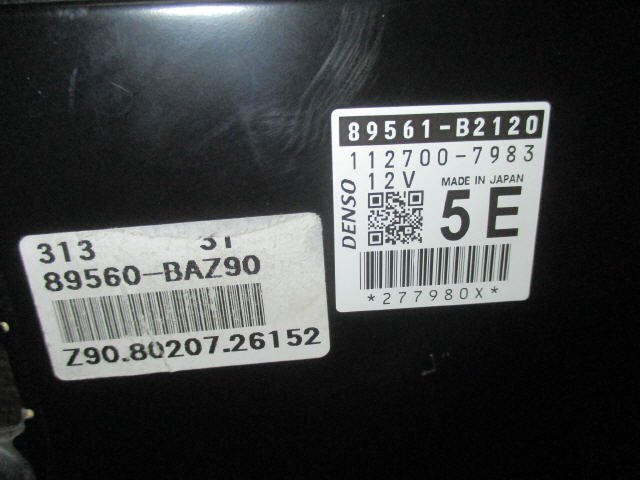 313 31
89560-BAZ90
Z90.80207.26152
89561-B2120
112700-7983
DENSO
12V MADE IN JAPAN
5E
*277980X*